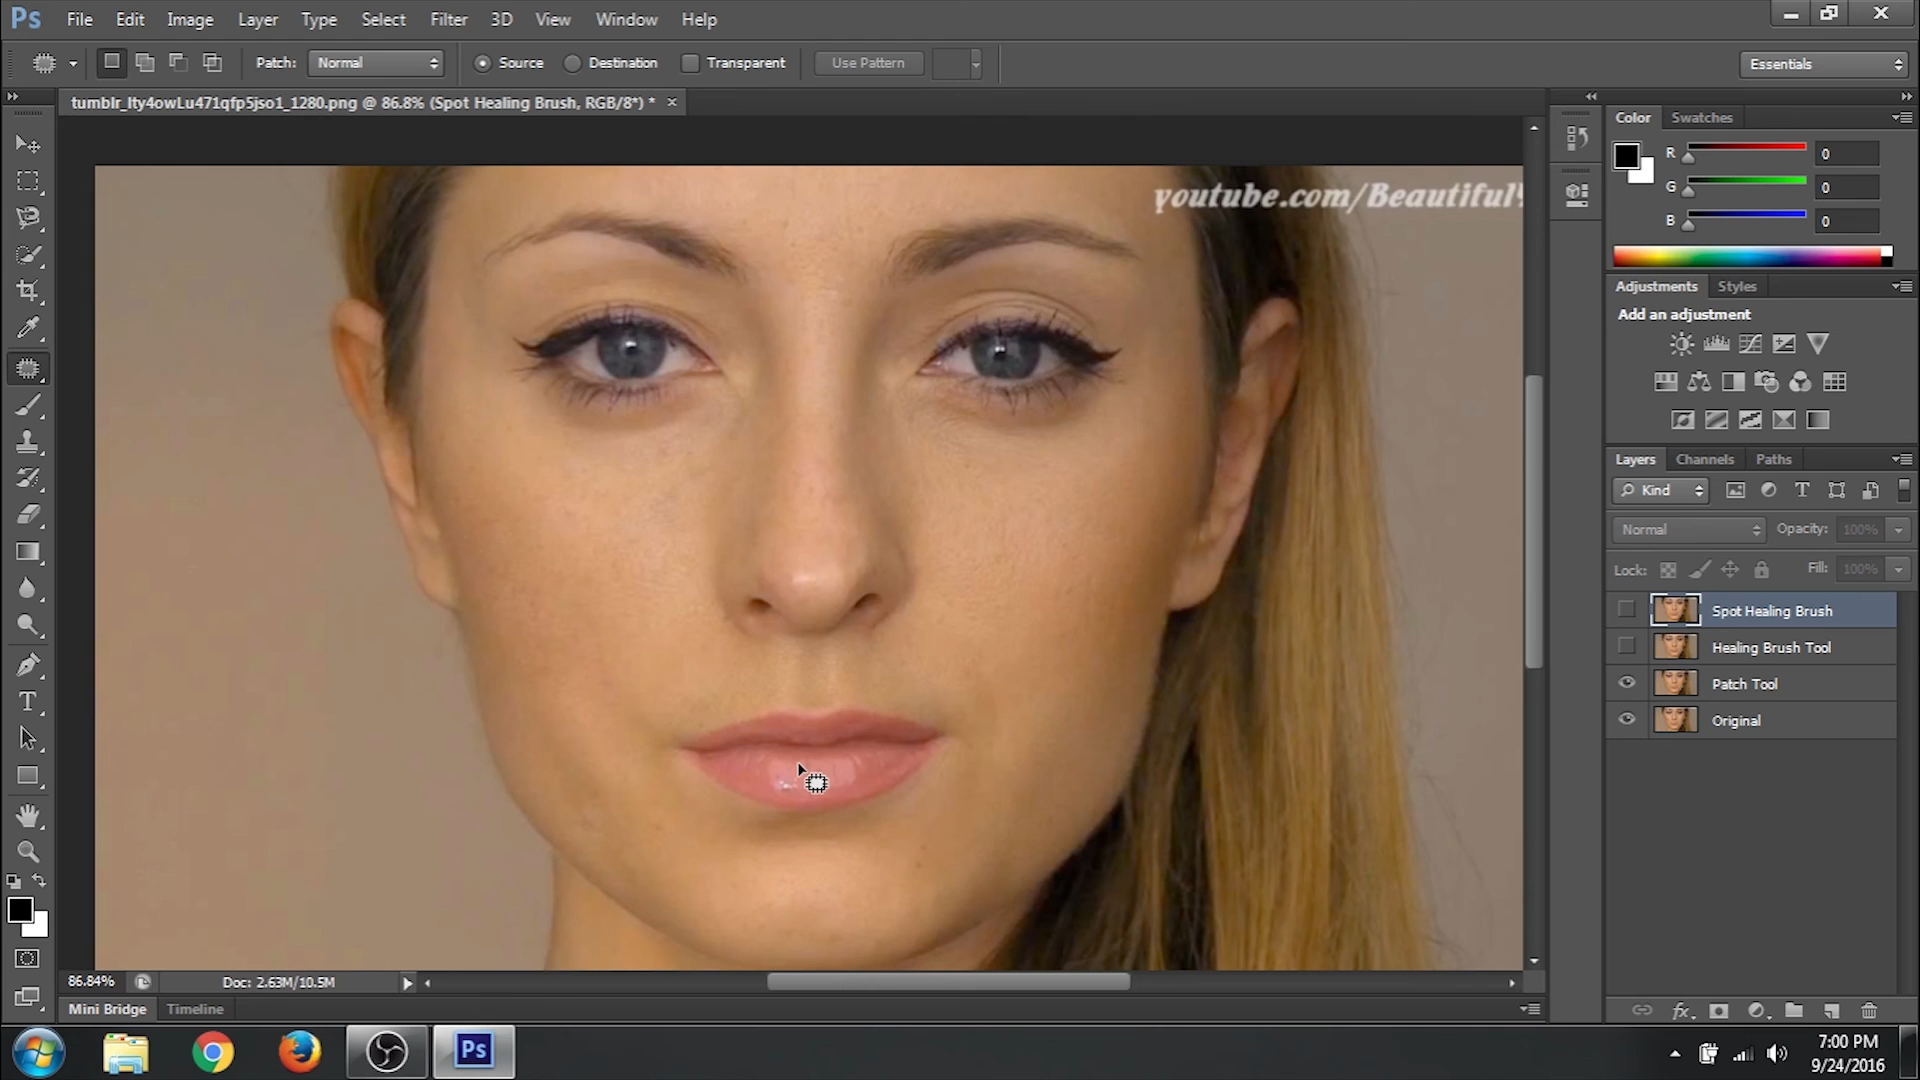 Ps File Edit Image Layer Type Select Filter 3D View Window Help
Patch: Normal Source Destination Transparent Use Pattern Essentials
tumblr_lty4owLu471qfp5jso1_1280.png @ 86.8% (Spot Healing Brush, RGB/8*) *
Color Swatches
R 0
G 0
B 0
youtube.com/Beautiful
Adjustments Styles
Add an adjustment
Layers Channels Paths
Kind
Normal Opacity: 100%
Lock: Fill: 100%
Spot Healing Brush
Healing Brush Tool
Patch Tool
Original
86.84% Doc: 2.63M/10.5M
Mini Bridge Timeline
fx
Ps
7:00 PM
9/24/2016